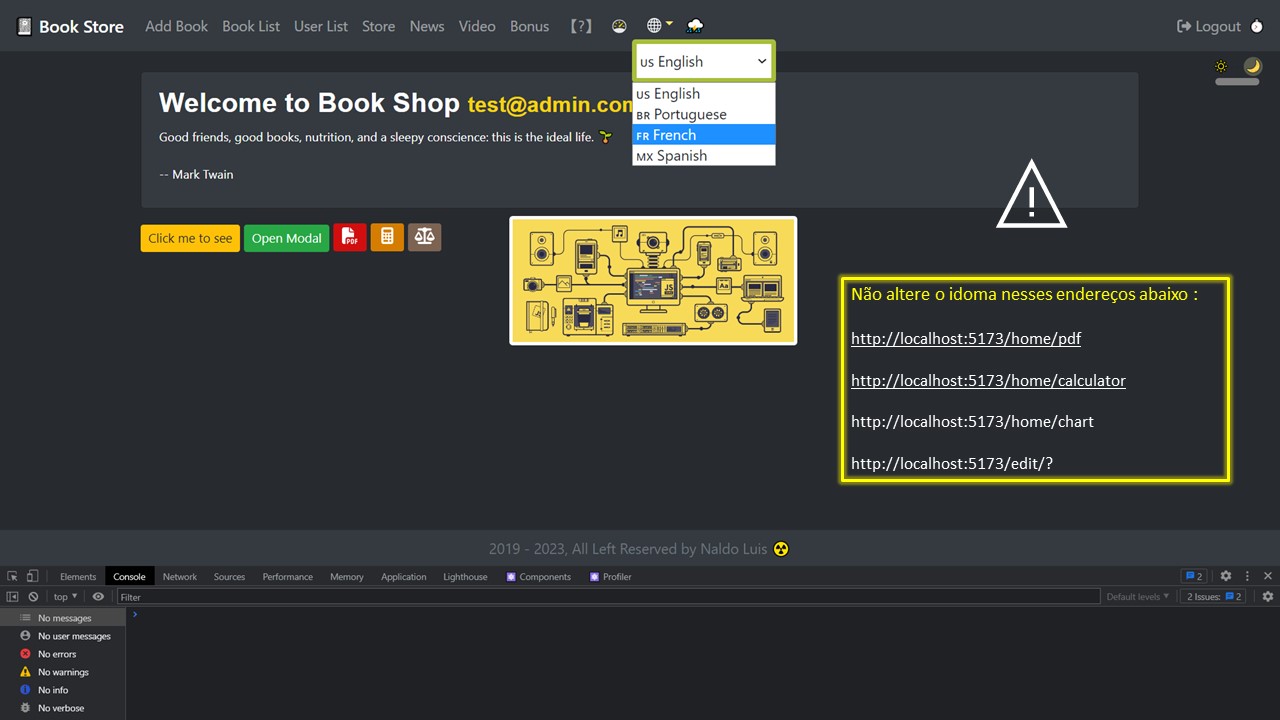 Book Store Add Book Book List User List Store News Video Bonus 【?】 Logout
us English
us English
BR Portuguese
FR French
MX Spanish
Welcome to Book Shop test@admin.com
Good friends, good books, nutrition, and a sleepy conscience: this is the ideal life.
-- Mark Twain
Click me to see Open Modal PDF
JS
Aa
Não altere o idoma nesses endereços abaixo :
http://localhost:5173/home/pdf
http://localhost:5173/home/calculator
http://localhost:5173/home/chart
http://localhost:5173/edit/?
2019 - 2023, All Left Reserved by Naldo Luis
Elements Console Network Sources Performance Memory Application Lighthouse Components Profiler 2
top Filter Default levels 2 Issues: 2
No messages
No user messages
No errors
No warnings
No info
No verbose